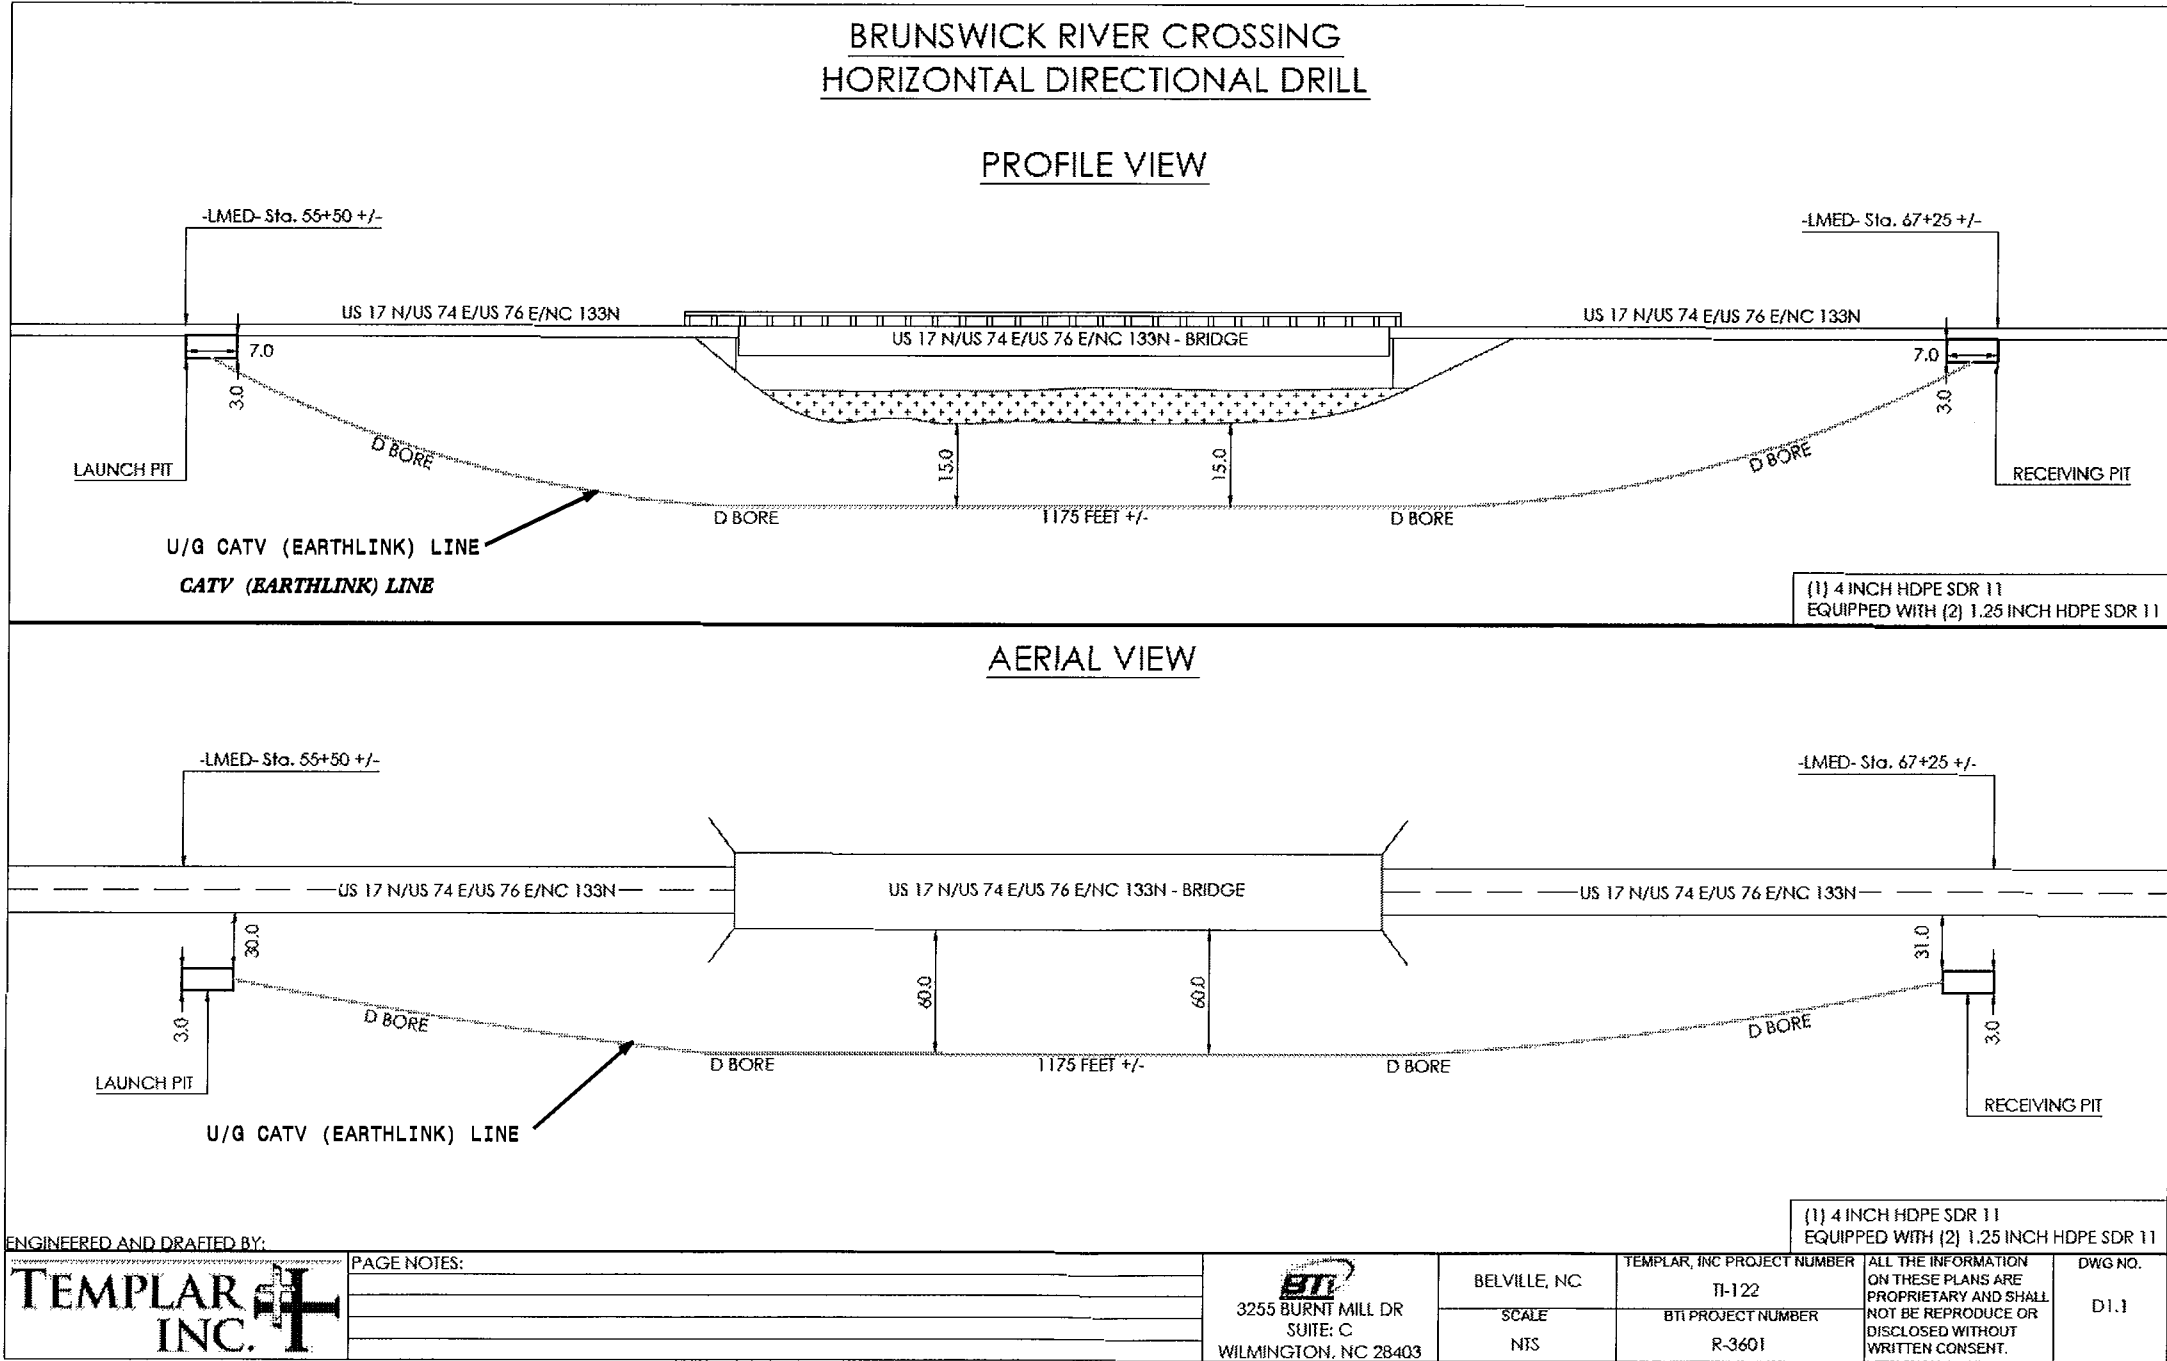 BRUNSWICK RIVER CROSSING
HORIZONTAL DIRECTIONAL DRILL
PROFILE VIEW
-LMED- Sta. 55+50 +/-
-LMED- Sta. 67+25 +/-
US 17 N/US 74 E/US 76 E/NC 133N
US 17 N/US 74 E/US 76 E/NC 133N
US 17 N/US 74 E/US 76 E/NC 133N - BRIDGE
7.0
7.0
3.0
3.0
D BORE
D BORE
15.0
15.0
LAUNCH PIT
RECEIVING PIT
D BORE
1175 FEET +/-
D BORE
U/G CATV (EARTHLINK) LINE
CATV (EARTHLINK) LINE
(1) 4 INCH HDPE SDR 11
EQUIPPED WITH (2) 1.25 INCH HDPE SDR 11
AERIAL VIEW
-LMED- Sta. 55+50 +/-
-LMED- Sta. 67+25 +/-
US 17 N/US 74 E/US 76 E/NC 133N
US 17 N/US 74 E/US 76 E/NC 133N - BRIDGE
US 17 N/US 74 E/US 76 E/NC 133N
30.0
31.0
60.0
60.0
3.0
3.0
D BORE
D BORE
D BORE
1175 FEET +/-
D BORE
LAUNCH PIT
RECEIVING PIT
U/G CATV (EARTHLINK) LINE
(1) 4 INCH HDPE SDR 11
EQUIPPED WITH (2) 1.25 INCH HDPE SDR 11
ENGINEERED AND DRAFTED BY:
TEMPLAR
INC.
PAGE NOTES:
BTi
3255 BURNT MILL DR
SUITE: C
WILMINGTON, NC 28403
BELVILLE, NC
SCALE
NTS
TEMPLAR, INC PROJECT NUMBER
TI-122
BTI PROJECT NUMBER
R-3601
ALL THE INFORMATION
ON THESE PLANS ARE
PROPRIETARY AND SHALL
NOT BE REPRODUCE OR
DISCLOSED WITHOUT
WRITTEN CONSENT.
DWG NO.
D1.1